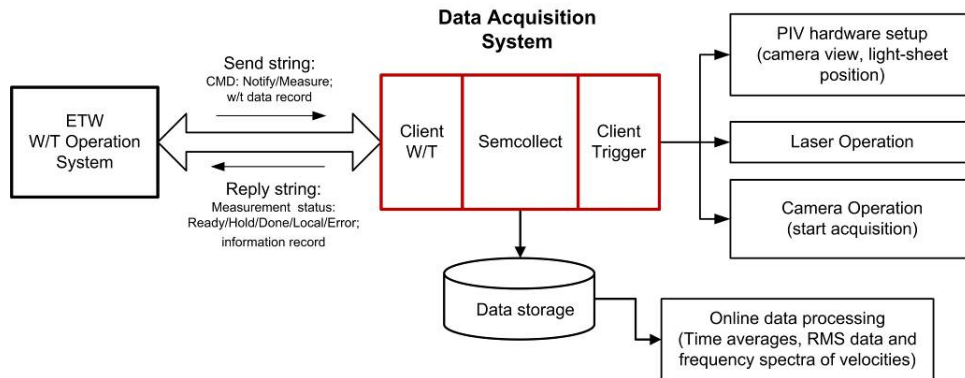 Data Acquisition
System
Send string:
CMD: Notify/Measure;
w/t data record
ETW
W/T Operation
System
Reply string:
Measurement status:
Ready/Hold/Done/Local/Error;
information record
Client
W/T
Semcollect
Client
Trigger
PIV hardware setup
(camera view, light-sheet
position)
Laser Operation
Camera Operation
(start acquisition)
Data storage
Online data processing
(Time averages, RMS data and
frequency spectra of velocities)